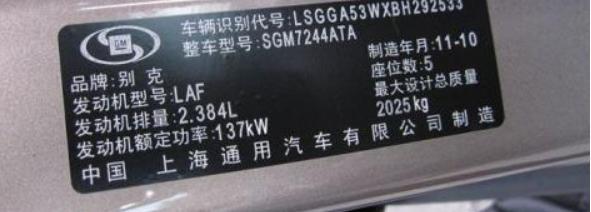 GM
车辆识别代号:LSGGA53WXBH292533
整车型号:SGM7244ATA
品牌:别 克 制造年月:11-10
发动机型号:LAF 座位数:5
发动机排量:2.384L 最大设计总质量
发动机额定功率:137kW 2025kg
中国 上海通用汽车有限公司制造